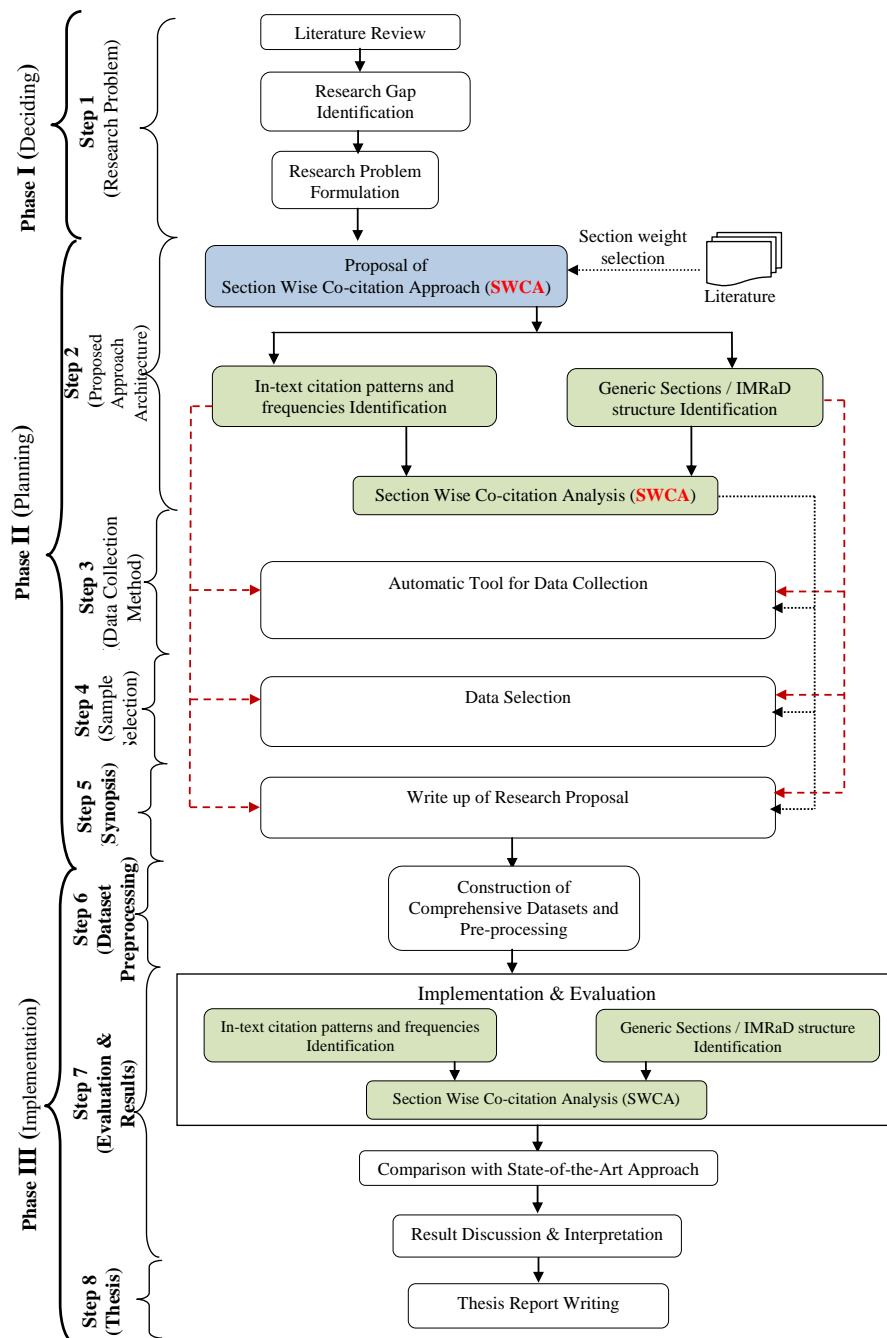 Phase I (Deciding)
Step 1
(Research Problem)
Literature Review
Research Gap
Identification
Research Problem
Formulation
Phase II (Planning)
Step 2
(Proposed
Approach
Architecture)
Proposal of
Section Wise Co-citation Approach (SWCA)
Section weight
selection
Literature
In-text citation patterns and
frequencies Identification
Generic Sections / IMRaD
structure Identification
Section Wise Co-citation Analysis (SWCA)
Step 3
(Data Collection
Method)
Automatic Tool for Data Collection
Step 4
(Sample
Selection)
Data Selection
Step 5
(Synopsis)
Write up of Research Proposal
Phase III (Implementation)
Step 6
(Dataset
Preprocessing)
Construction of
Comprehensive Datasets and
Pre-processing
Step 7
(Evaluation &
Results)
Implementation & Evaluation
In-text citation patterns and frequencies
Identification
Generic Sections / IMRaD structure
Identification
Section Wise Co-citation Analysis (SWCA)
Comparison with State-of-the-Art Approach
Result Discussion & Interpretation
Step 8
(Thesis)
Thesis Report Writing